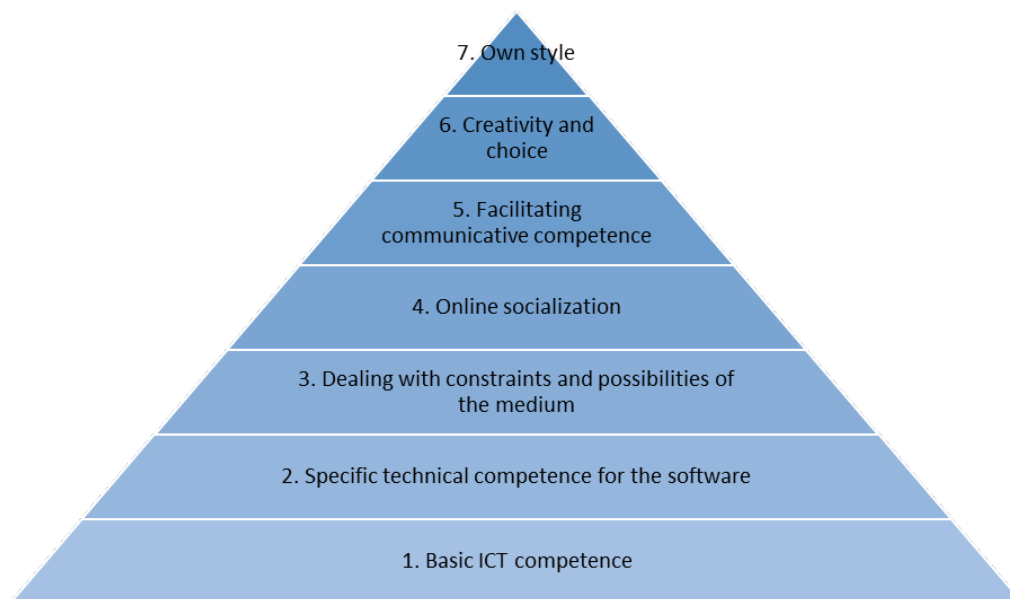 7. Own style
6. Creativity and
choice
5. Facilitating
communicative competence
4. Online socialization
3. Dealing with constraints and possibilities of
the medium
2. Specific technical competence for the software
1. Basic ICT competence